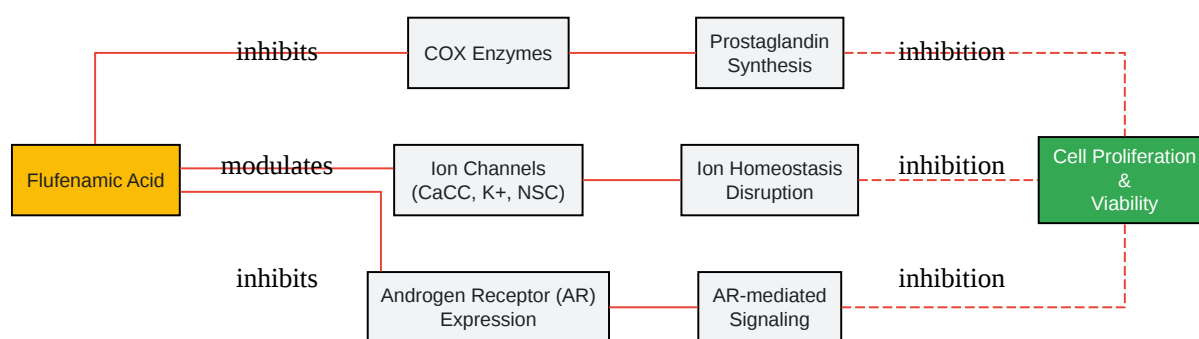 inhibits
COX Enzymes
Prostaglandin
Synthesis
inhibition
Flufenamic Acid
modulates
Ion Channels
(CaCC, K+, NSC)
Ion Homeostasis
Disruption
inhibition
Cell Proliferation
&
Viability
inhibits
Androgen Receptor (AR)
Expression
AR-mediated
Signaling
inhibition